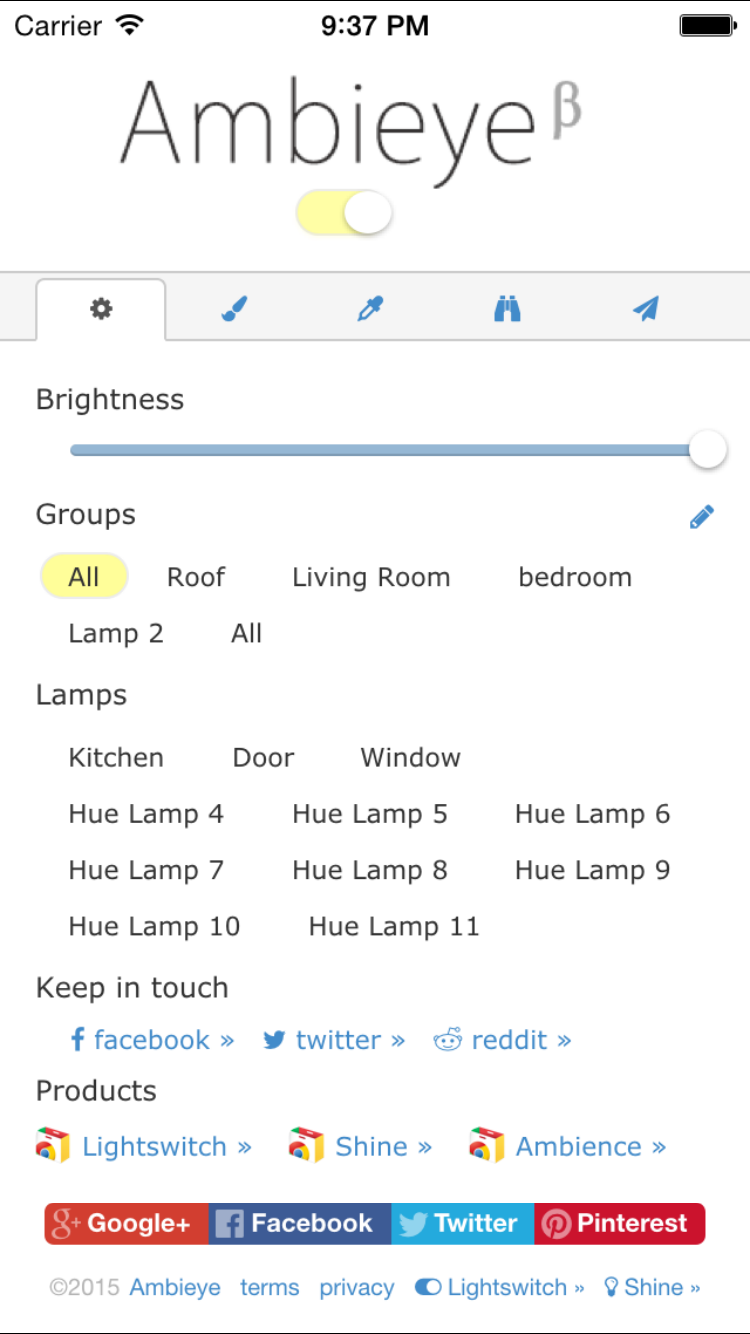 Carrier 9:37 PM
Ambieye β
Brightness
Groups
All Roof Living Room bedroom
Lamp 2 All
Lamps
Kitchen Door Window
Hue Lamp 4 Hue Lamp 5 Hue Lamp 6
Hue Lamp 7 Hue Lamp 8 Hue Lamp 9
Hue Lamp 10 Hue Lamp 11
Keep in touch
facebook » twitter » reddit »
Products
Lightswitch » Shine » Ambience »
g+ Google+ f Facebook Twitter Pinterest
©2015 Ambieye terms privacy Lightswitch » Shine »